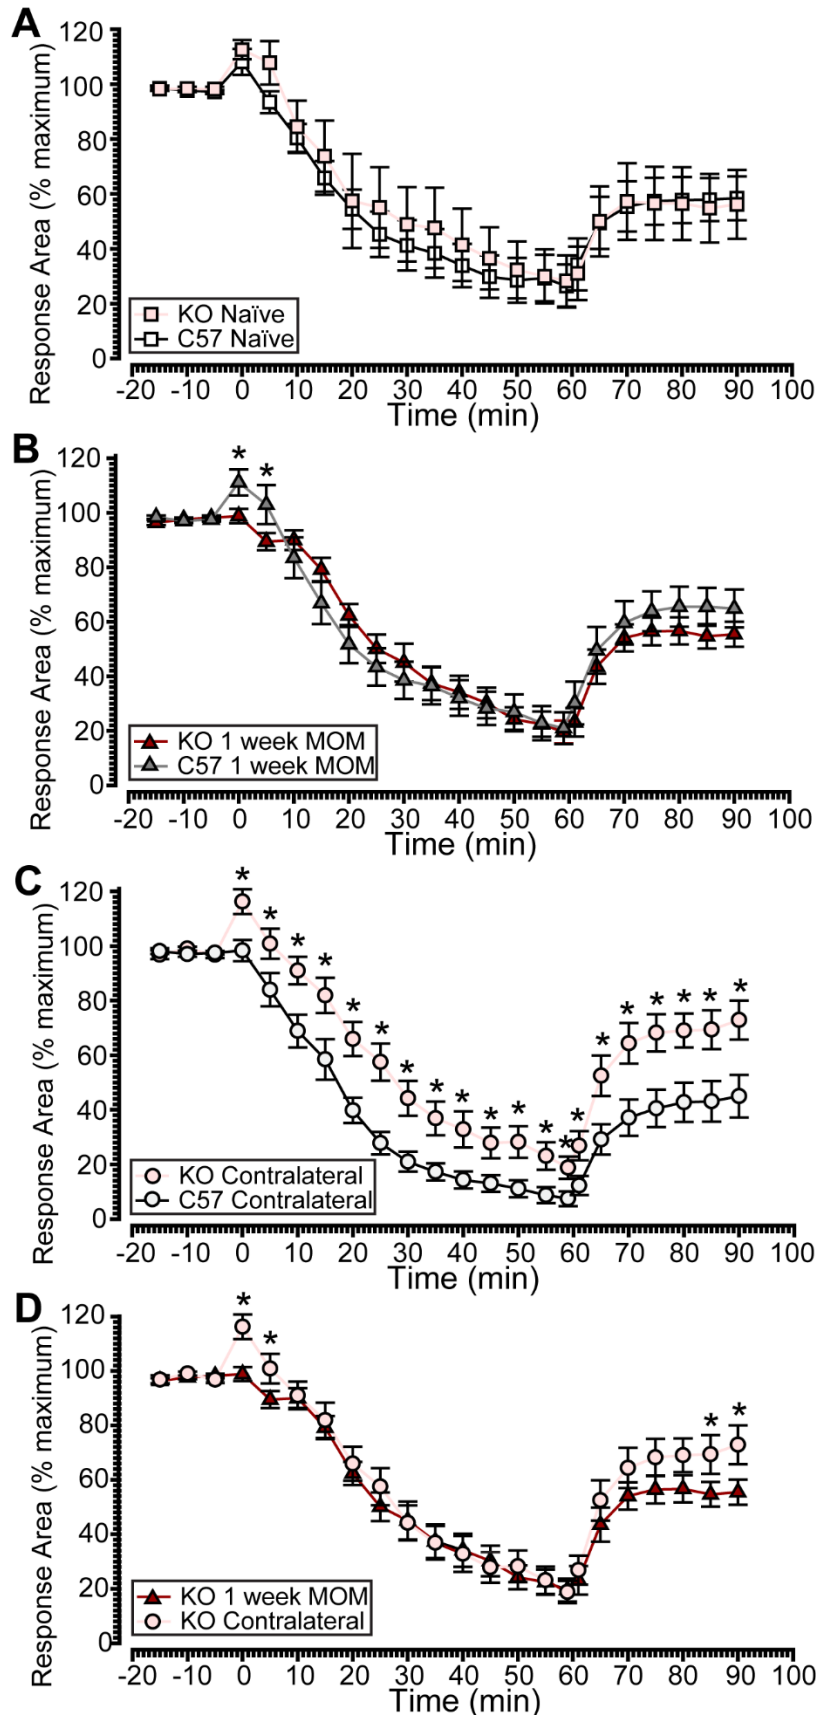 A
Response Area (% maximum)
120
100
80
60
40
20
0
KO Naïve
C57 Naïve
-20 -10 0 10 20 30 40 50 60 70 80 90 100
Time (min)
B
Response Area (% maximum)
120
100
80
60
40
20
0
* *
KO 1 week MOM
C57 1 week MOM
-20 -10 0 10 20 30 40 50 60 70 80 90 100
Time (min)
C
Response Area (% maximum)
120
100
80
60
40
20
0
* * * * * * * * * * * * * * * * * * * *
KO Contralateral
C57 Contralateral
-20 -10 0 10 20 30 40 50 60 70 80 90 100
Time (min)
D
Response Area (% maximum)
120
100
80
60
40
20
0
* * * *
KO 1 week MOM
KO Contralateral
-20 -10 0 10 20 30 40 50 60 70 80 90 100
Time (min)